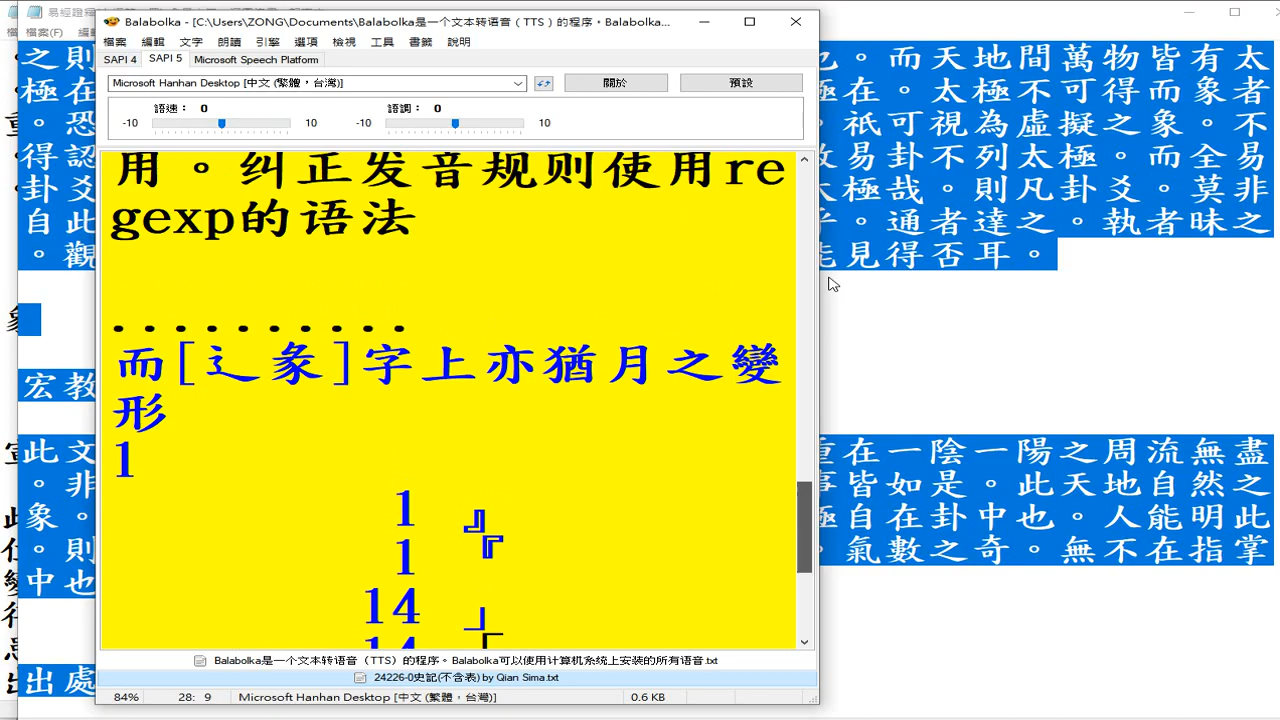 Balabolka - [C:\Users\ZONG\Documents\Balabolka是一个文本转语音（TTS）的程序。Balabolka...
檔案 編輯 文字 朗讀 引擎 選項 檢視 工具 書籤 說明
SAPI 4 SAPI 5 Microsoft Speech Platform
Microsoft Hanhan Desktop [中文 (繁體，台灣)] 關於 預設
語速： 0 語調： 0
-10 10 -10 10
用。纠正发音规则使用re
gexp的语法
..........
而[辶彖]字上亦猶月之變
形
1
1 』
1 『
14 」
14 「
Balabolka是一个文本转语音（TTS）的程序。Balabolka可以使用计算机系统上安装的所有语音.txt
24226-0史記(不含表) by Qian Sima.txt
84% 28: 9 Microsoft Hanhan Desktop [中文 (繁體，台灣)] 0.6 KB
檔案(F)
之則 也。而天地間萬物皆有太
極在 極在。太極不可得而象者
。恐 祇可視為虛擬之象。不
得認 故易卦不列太極。而全易
卦爻 太極哉。則凡卦爻。莫非
自此 。通者達之。執者昧之
。觀 能見得否耳。
宏教
此文 重在一陰一陽之周流無盡
。非 事皆如是。此天地自然之
象。 極自在卦中也。人能明此
。則 。氣數之奇。無不在指掌
中也
出處